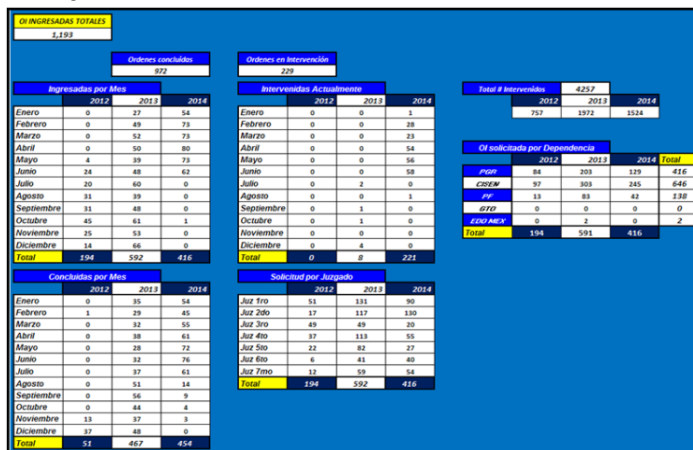 OI INGRESADAS TOTALES
1,193
Ordenes concluídos
972
Ordenes en Intervención
229
Ingresadas por Mes
2012 2013 2014
Enero 0 27 54
Febrero 0 49 73
Marzo 0 52 73
Abril 0 50 80
Mayo 4 39 73
Junio 24 48 62
Julio 20 60 0
Agosto 31 39 0
Septiembre 31 48 0
Octubre 45 61 1
Noviembre 25 53 0
Diciembre 14 66 0
Total 194 592 416
Intervenidas Actualmente
2012 2013 2014
Enero 0 0 1
Febrero 0 0 28
Marzo 0 0 23
Abril 0 0 54
Mayo 0 0 56
Junio 0 0 58
Julio 0 2 0
Agosto 0 0 1
Septiembre 0 1 0
Octubre 0 1 0
Noviembre 0 0 0
Diciembre 0 4 0
Total 0 8 221
Total # Intervenidos 4257
2012 2013 2014
757 1972 1524
OI solicitada por Dependencia
2012 2013 2014 Total
PGR 84 203 129 416
CISEN 97 303 245 646
PF 13 83 42 138
GTO 0 0 0 0
EDO MEX 0 2 0 2
Total 194 591 416
Concluidas por Mes
2012 2013 2014
Enero 0 35 54
Febrero 1 29 45
Marzo 0 32 55
Abril 0 38 61
Mayo 0 28 72
Junio 0 32 76
Julio 0 37 61
Agosto 0 51 14
Septiembre 0 56 9
Octubre 0 44 4
Noviembre 13 37 3
Diciembre 37 48 0
Total 51 467 454
Solicitud por Juzgado
2012 2013 2014
Juz 1ro 51 131 90
Juz 2do 17 117 130
Juz 3ro 49 49 20
Juz 4to 37 113 55
Juz 5to 22 82 27
Juz 6to 6 41 40
Juz 7mo 12 59 54
Total 194 592 416